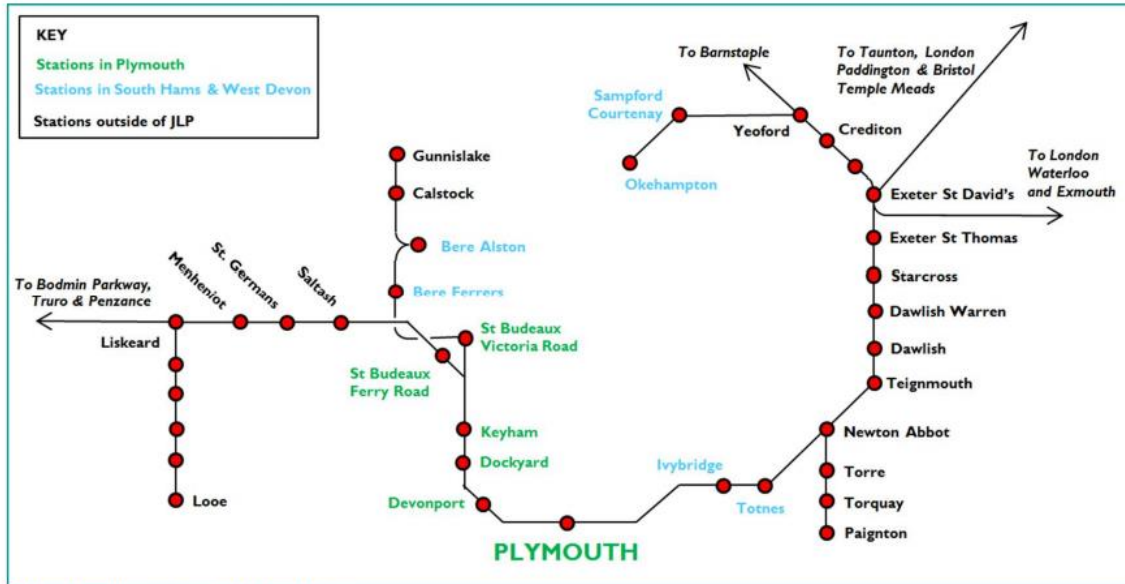 KEY
Stations in Plymouth
Stations in South Hams & West Devon
Stations outside of JLP
To Barnstaple
To Taunton, London
Paddington & Bristol
Temple Meads
Sampford
Courtenay
Yeoford
Crediton
Okehampton
To London
Waterloo
and Exmouth
Exeter St David's
Exeter St Thomas
Starcross
Dawlish Warren
Dawlish
Teignmouth
Newton Abbot
Torre
Torquay
Paignton
Gunnislake
Calstock
Bere Alston
Bere Ferrers
To Bodmin Parkway,
Truro & Penzance
Menheniot
St. Germans
Saltash
Liskeard
Looe
St Budeaux
Victoria Road
St Budeaux
Ferry Road
Keyham
Dockyard
Devonport
PLYMOUTH
Ivybridge
Totnes